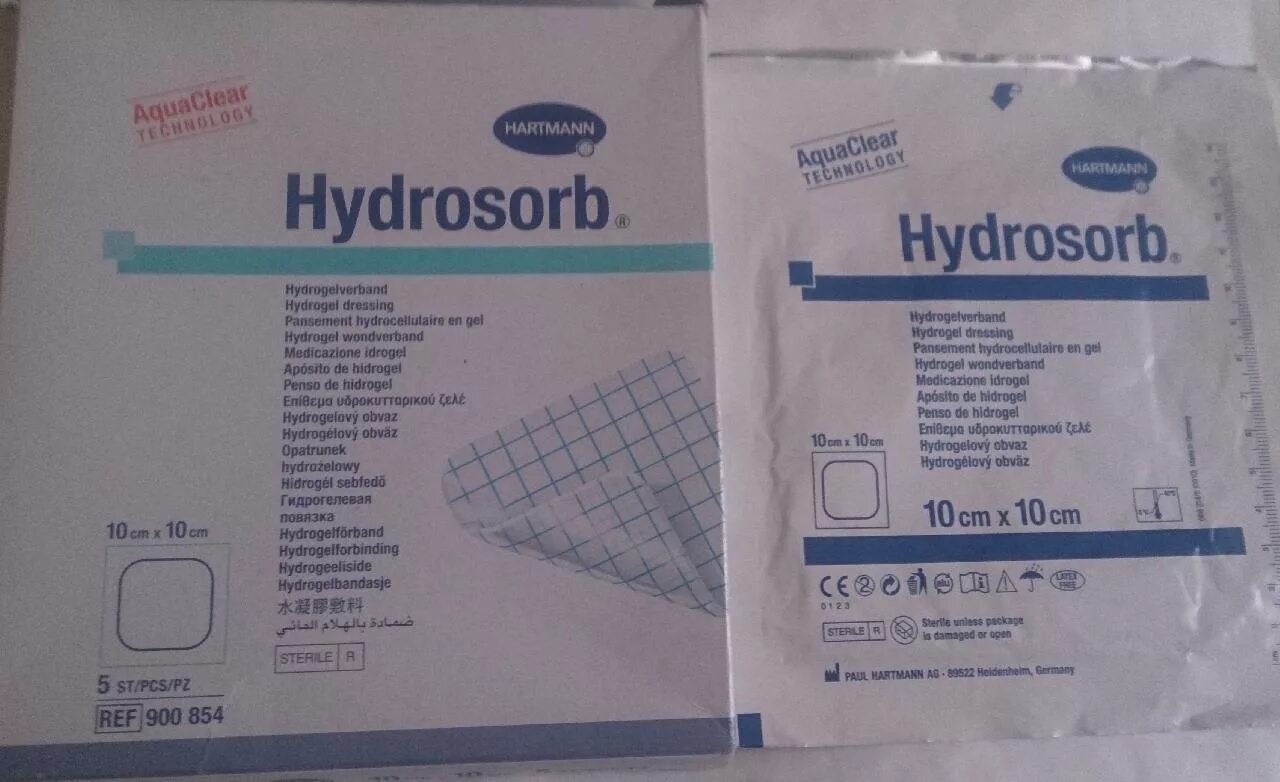 AquaClear
TECHNOLOGY
HARTMANN
Hydrosorb®
Hydrogelverband
Hydrogel dressing
Pansement hydrocellulaire en gel
Hydrogel wondverband
Medicazione idrogel
Apósito de hidrogel
Penso de hidrogel
Επίθεμα υδροκυτταρικού ζελέ
Hydrogelový obvaz
Hydrogélový obväz
Opatrunek
hydrożelowy
Hidrogél sebfedő
Гидрогелевая
повязка
Hydrogelförband
Hydrogelforbinding
Hydrogeeliside
Hydrogelbandasje
水凝膠敷料
ضمادة بالهلام المائي
STERILE R
10 cm x 10 cm
5 ST/PCS/PZ
REF 900 854
AquaClear
TECHNOLOGY
HARTMANN
Hydrosorb®
Hydrogelverband
Hydrogel dressing
Pansement hydrocellulaire en gel
Hydrogel wondverband
Medicazione idrogel
Apósito de hidrogel
Penso de hidrogel
Επίθεμα υδροκυτταρικού ζελέ
Hydrogelový obvaz
Hydrogélový obväz
10 cm x 10 cm
10 cm x 10 cm
CE 2 LATEX FREE
0123
STERILE R
Sterile unless package
is damaged or open
PAUL HARTMANN AG · 89522 Heidenheim, Germany